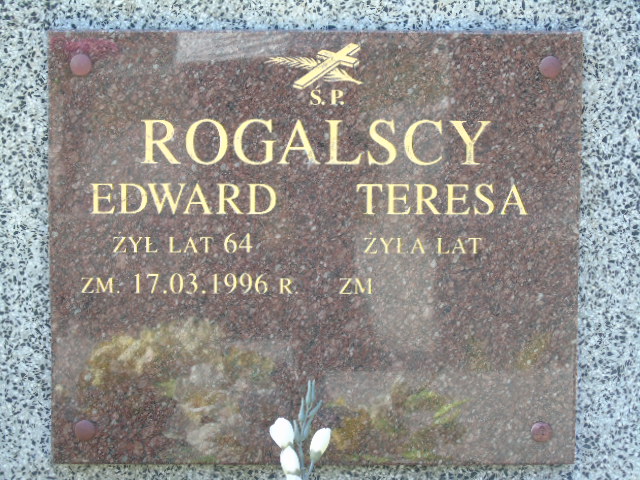 Ś.P.
ROGALSCY
EDWARD TERESA
ŻYŁ LAT 64 ŻYŁA LAT
ZM. 17.03.1996 R. ZM